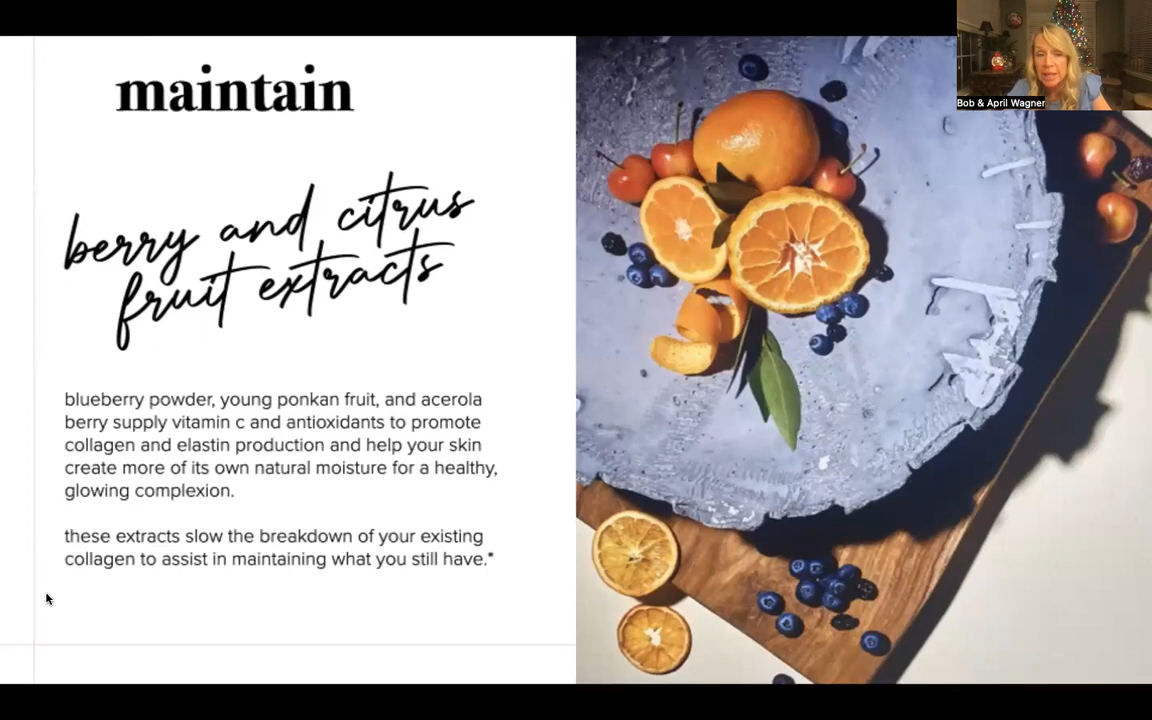 maintain
berry and citrus
fruit extracts
blueberry powder, young ponkan fruit, and acerola
berry supply vitamin c and antioxidants to promote
collagen and elastin production and help your skin
create more of its own natural moisture for a healthy,
glowing complexion.
these extracts slow the breakdown of your existing
collagen to assist in maintaining what you still have.*
Bob & April Wagner